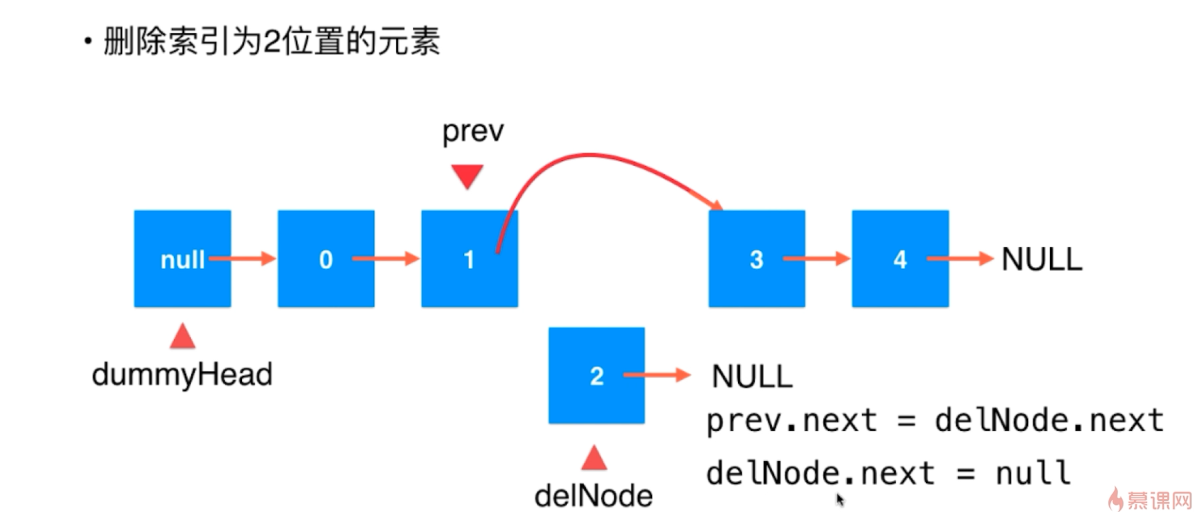 • 删除索引为2位置的元素
prev
null 0 1 3 4 NULL
dummyHead
2 NULL
prev.next = delNode.next
delNode.next = null
delNode
慕课网